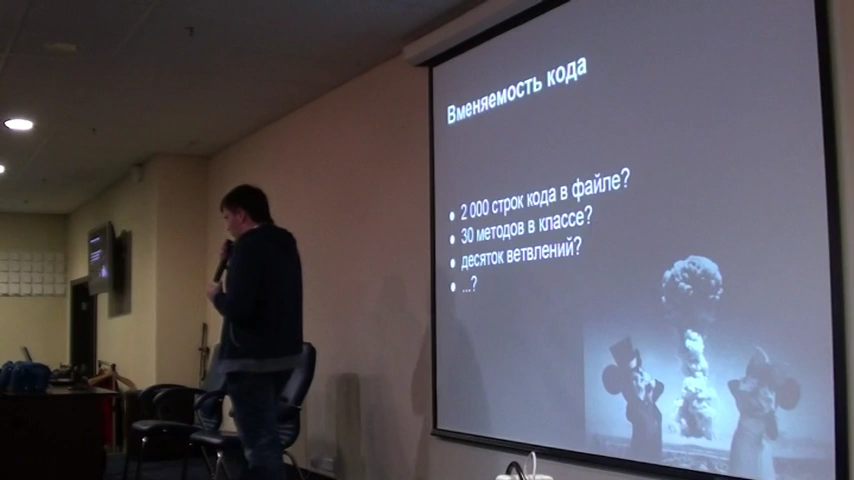 Вменяемость кода
2 000 строк кода в файле?
30 методов в классе?
десяток ветвлений?
...?